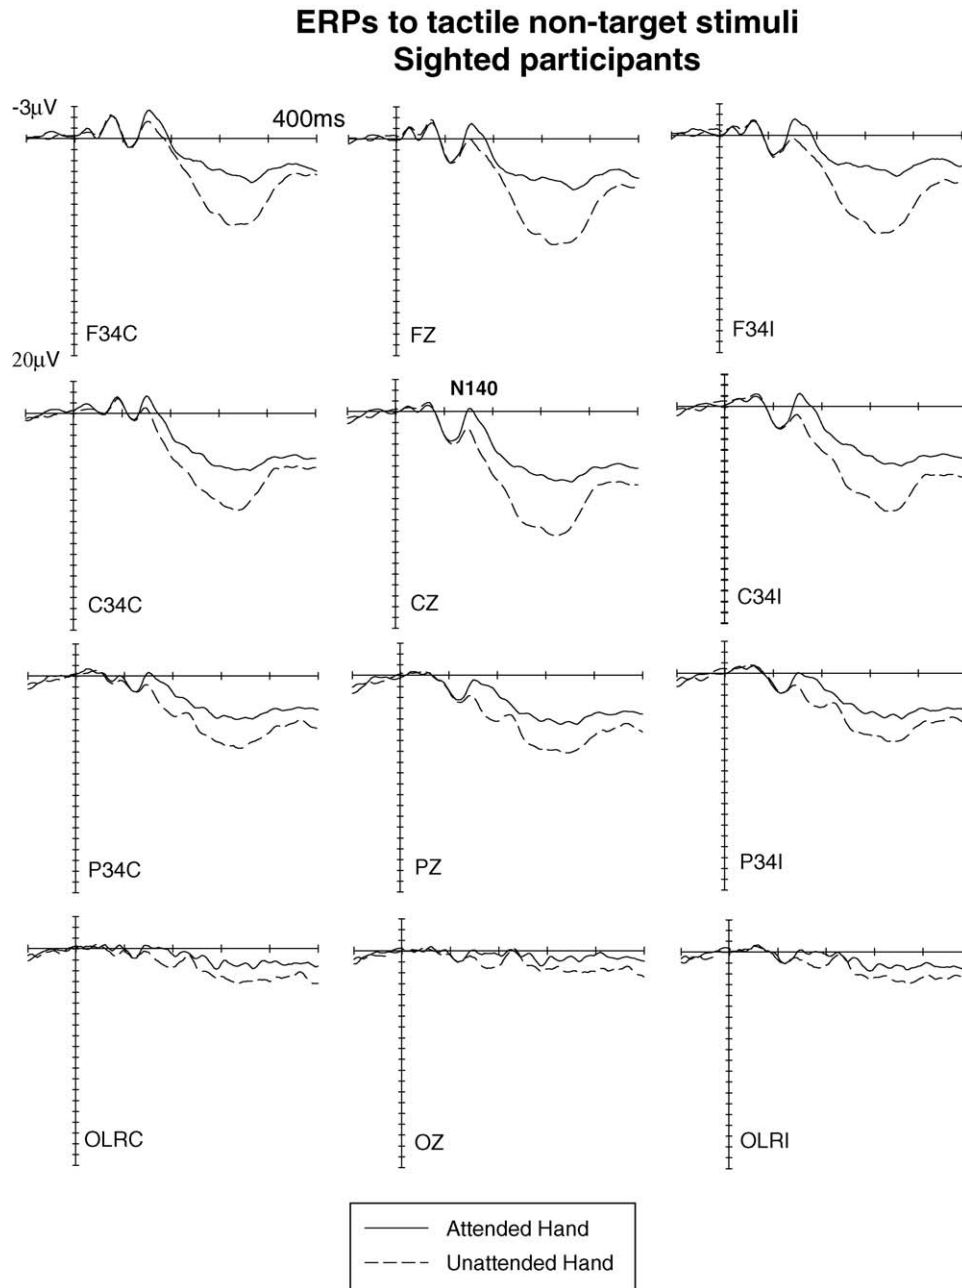 ERPs to tactile non-target stimuli
Sighted participants
-3μV
400ms
F34C
FZ
F34I
20μV
N140
C34C
CZ
C34I
P34C
PZ
P34I
OLRC
OZ
OLRI
Attended Hand
Unattended Hand